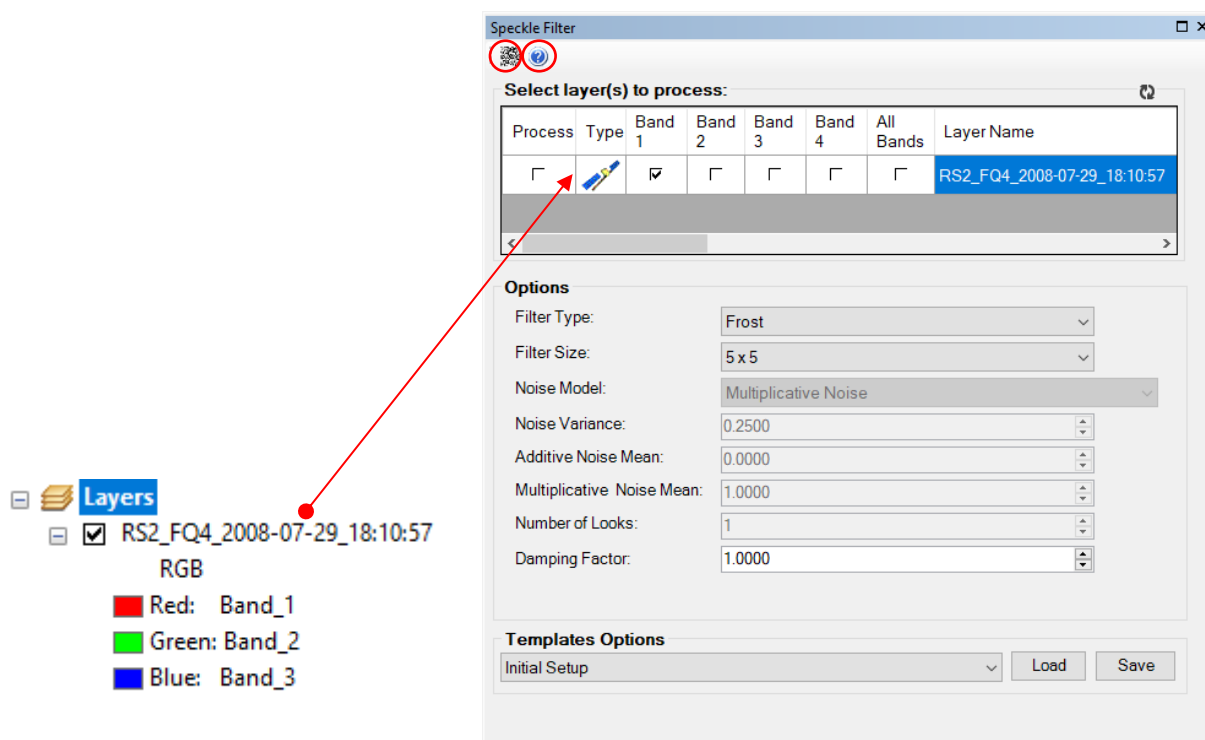 Speckle Filter
Select layer(s) to process:
Process Type Band 1 Band 2 Band 3 Band 4 All Bands Layer Name
RS2_FQ4_2008-07-29_18:10:57
Options
Filter Type: Frost
Filter Size: 5 x 5
Noise Model: Multiplicative Noise
Noise Variance: 0.2500
Additive Noise Mean: 0.0000
Multiplicative Noise Mean: 1.0000
Number of Looks: 1
Damping Factor: 1.0000
Templates Options
Initial Setup Load Save
Layers
RS2_FQ4_2008-07-29_18:10:57
RGB
Red: Band_1
Green: Band_2
Blue: Band_3